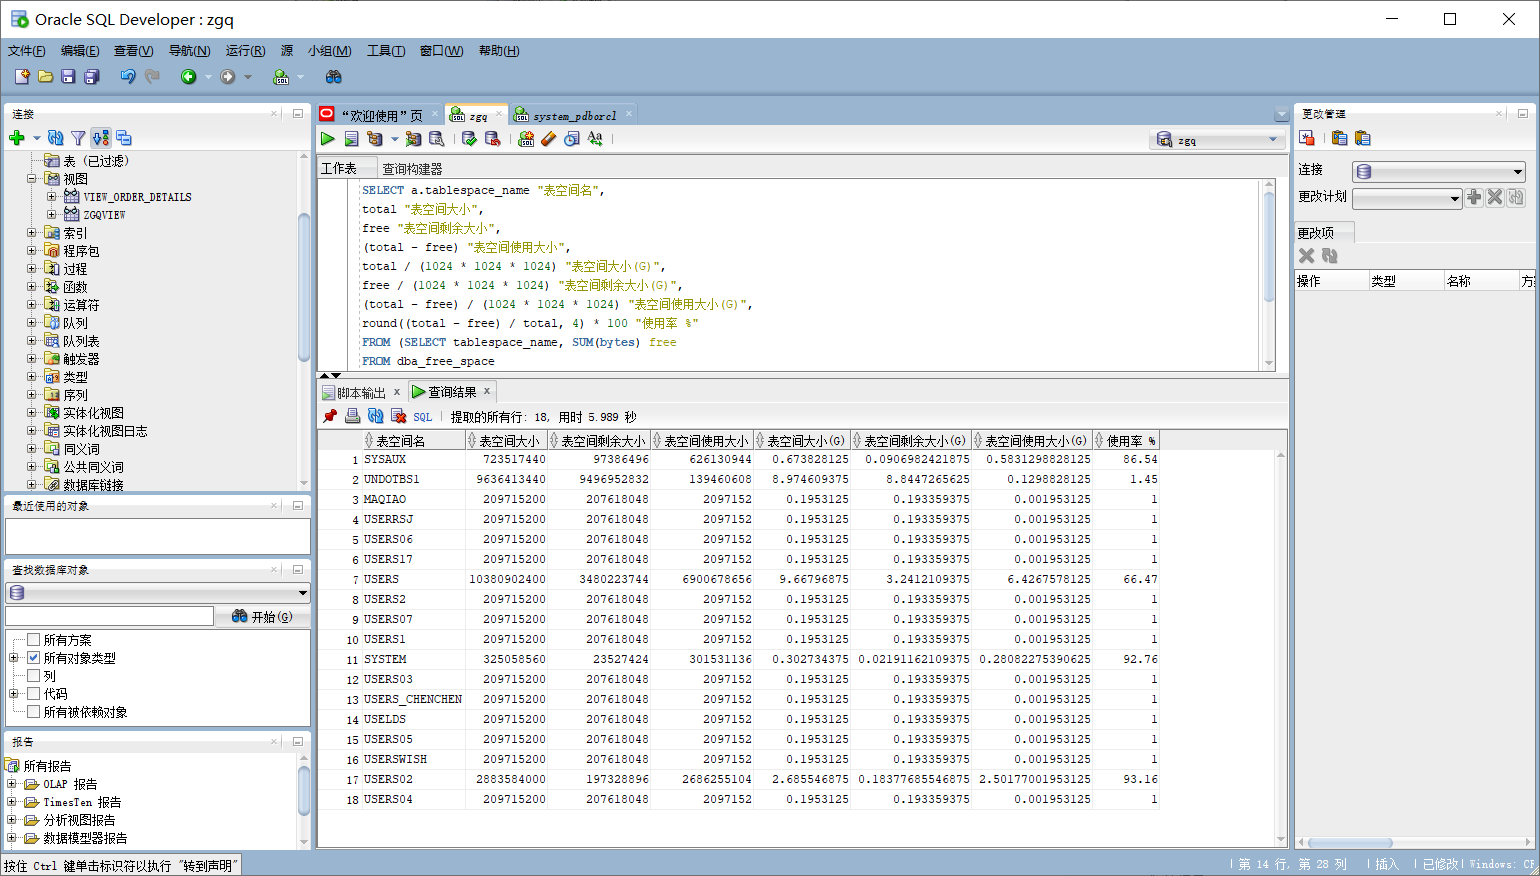 Oracle SQL Developer : zgq
文件(F) 编辑(E) 查看(V) 导航(N) 运行(R) 源 小组(M) 工具(T) 窗口(W) 帮助(H)
连接
表 (已过滤)
视图
VIEW_ORDER_DETAILS
ZGQVIEW
索引
程序包
过程
函数
运算符
队列
队列表
触发器
类型
序列
实体化视图
实体化视图日志
同义词
公共同义词
数据库链接
最近使用的对象
查找数据库对象
开始(G)
所有方案
所有对象类型
列
代码
所有被依赖对象
报告
所有报告
OLAP 报告
TimesTen 报告
分析视图报告
数据模型器报告
“欢迎使用”页 zgq system_pdborcl
zgq
工作表 查询构建器
SELECT a.tablespace_name "表空间名",
total "表空间大小",
free "表空间剩余大小",
(total - free) "表空间使用大小",
total / (1024 * 1024 * 1024) "表空间大小(G)",
free / (1024 * 1024 * 1024) "表空间剩余大小(G)",
(total - free) / (1024 * 1024 * 1024) "表空间使用大小(G)",
round((total - free) / total, 4) * 100 "使用率 %"
FROM (SELECT tablespace_name, SUM(bytes) free
FROM dba_free_space
脚本输出 x 查询结果 x
SQL 提取的所有行: 18, 用时 5.989 秒
表空间名 表空间大小 表空间剩余大小 表空间使用大小 表空间大小(G) 表空间剩余大小(G) 表空间使用大小(G) 使用率 %
1 SYSAUX 723517440 97386496 626130944 0.673828125 0.0906982421875 0.5831298828125 86.54
2 UNDOTBS1 9636413440 9496952832 139460608 8.974609375 8.8447265625 0.1298828125 1.45
3 MAQIAO 209715200 207618048 2097152 0.1953125 0.193359375 0.001953125 1
4 USERRSJ 209715200 207618048 2097152 0.1953125 0.193359375 0.001953125 1
5 USERS06 209715200 207618048 2097152 0.1953125 0.193359375 0.001953125 1
6 USERS17 209715200 207618048 2097152 0.1953125 0.193359375 0.001953125 1
7 USERS 10380902400 3480223744 6900678656 9.66796875 3.2412109375 6.4267578125 66.47
8 USERS2 209715200 207618048 2097152 0.1953125 0.193359375 0.001953125 1
9 USERS07 209715200 207618048 2097152 0.1953125 0.193359375 0.001953125 1
10 USERS1 209715200 207618048 2097152 0.1953125 0.193359375 0.001953125 1
11 SYSTEM 325058560 23527424 301531136 0.302734375 0.02191162109375 0.28082275390625 92.76
12 USERS03 209715200 207618048 2097152 0.1953125 0.193359375 0.001953125 1
13 USERS_CHENCHEN 209715200 207618048 2097152 0.1953125 0.193359375 0.001953125 1
14 USELDS 209715200 207618048 2097152 0.1953125 0.193359375 0.001953125 1
15 USERS05 209715200 207618048 2097152 0.1953125 0.193359375 0.001953125 1
16 USERSWISH 209715200 207618048 2097152 0.1953125 0.193359375 0.001953125 1
17 USERS02 2883584000 197328896 2686255104 2.685546875 0.18377685546875 2.50177001953125 93.16
18 USERS04 209715200 207618048 2097152 0.1953125 0.193359375 0.001953125 1
更改管理
连接
更改计划
更改项
操作 类型 名称 方
按住 Ctrl 键单击标识符以执行 "转到声明"
第 14 行, 第 28 列 插入 已修改 Windows: CF